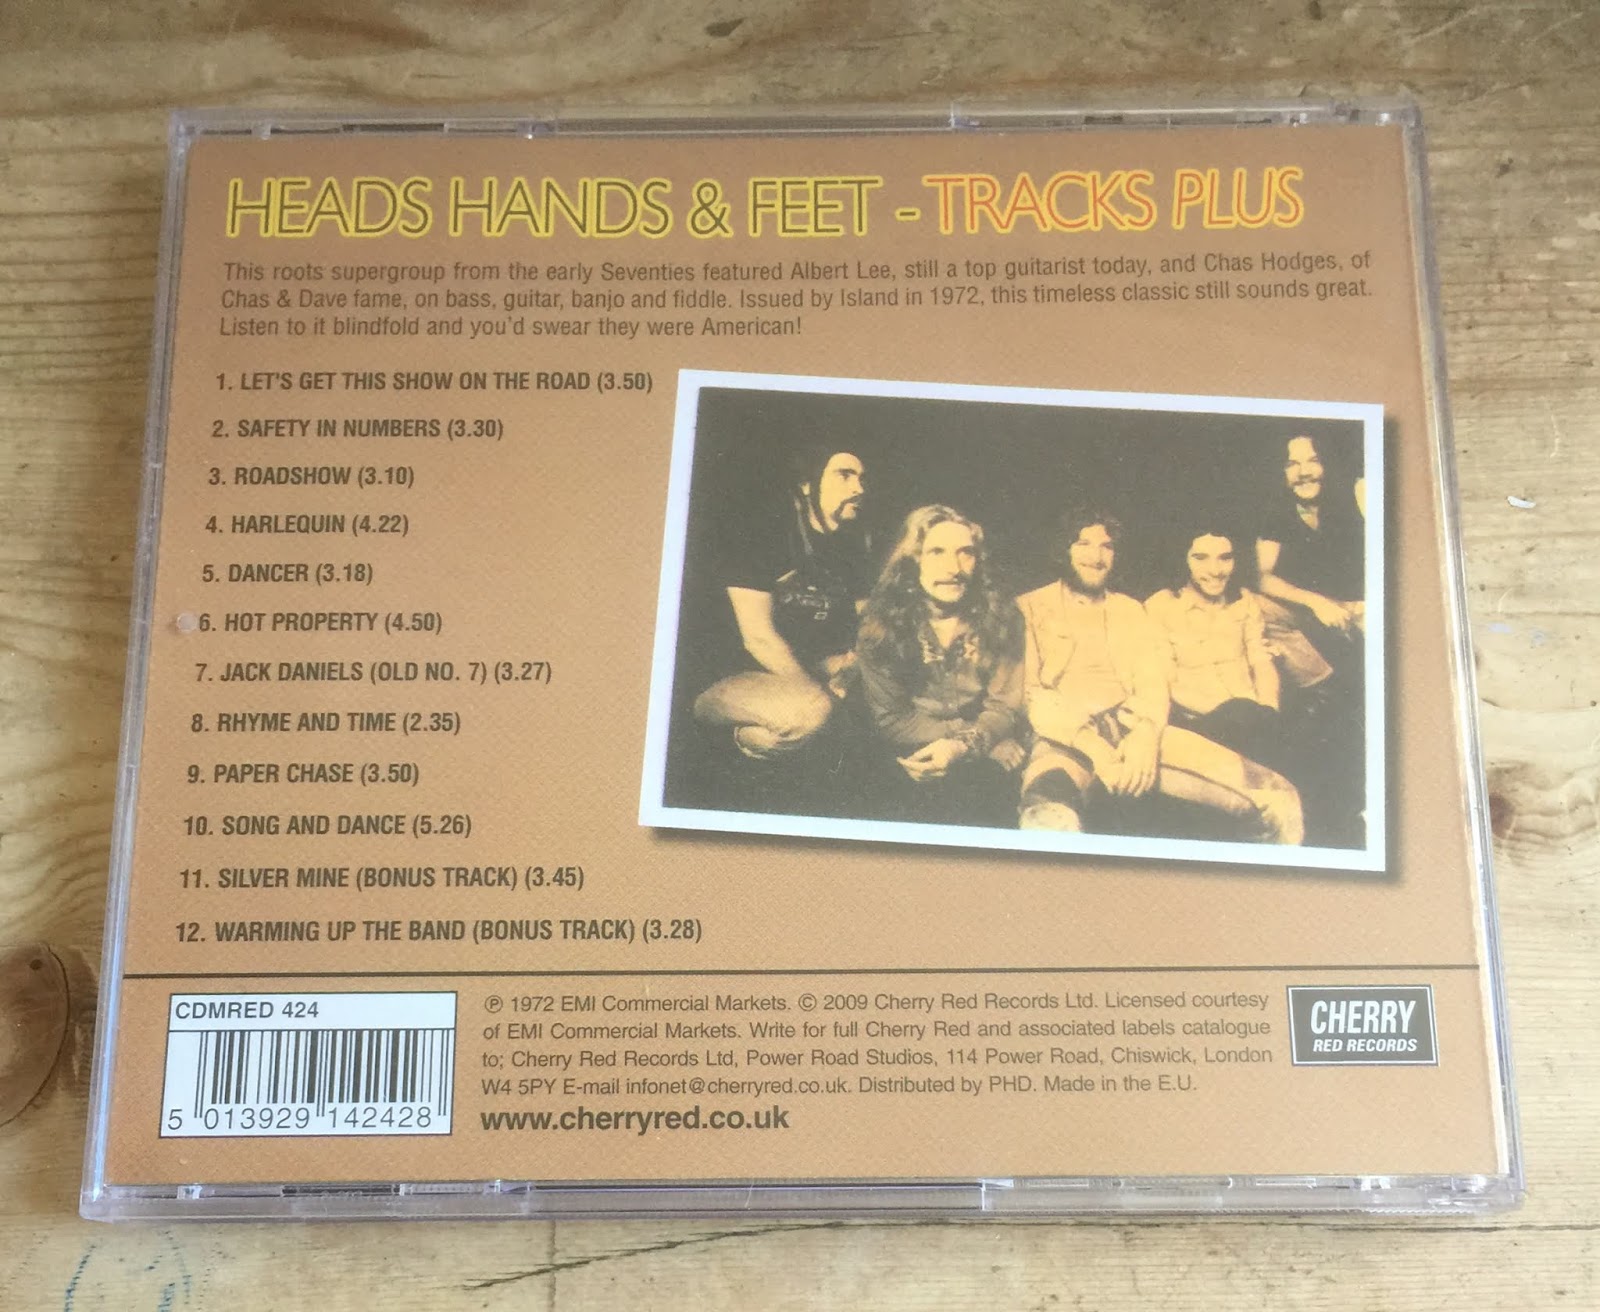 HEADS HANDS & FEET - TRACKS PLUS
This roots supergroup from the early Seventies featured Albert Lee, still a top guitarist today, and Chas Hodges, of
Chas & Dave fame, on bass, guitar, banjo and fiddle. Issued by Island in 1972, this timeless classic still sounds great.
Listen to it blindfold and you'd swear they were American!
1. LET'S GET THIS SHOW ON THE ROAD (3.50)
2. SAFETY IN NUMBERS (3.30)
3. ROADSHOW (3.10)
4. HARLEQUIN (4.22)
5. DANCER (3.18)
6. HOT PROPERTY (4.50)
7. JACK DANIELS (OLD NO. 7) (3.27)
8. RHYME AND TIME (2.35)
9. PAPER CHASE (3.50)
10. SONG AND DANCE (5.26)
11. SILVER MINE (BONUS TRACK) (3.45)
12. WARMING UP THE BAND (BONUS TRACK) (3.28)
CDMRED 424
5 013929 142428
℗ 1972 EMI Commercial Markets. © 2009 Cherry Red Records Ltd. Licensed courtesy
of EMI Commercial Markets. Write for full Cherry Red and associated labels catalogue
to; Cherry Red Records Ltd, Power Road Studios, 114 Power Road, Chiswick, London
W4 5PY E-mail infonet@cherryred.co.uk. Distributed by PHD. Made in the E.U.
www.cherryred.co.uk
CHERRY
RED RECORDS